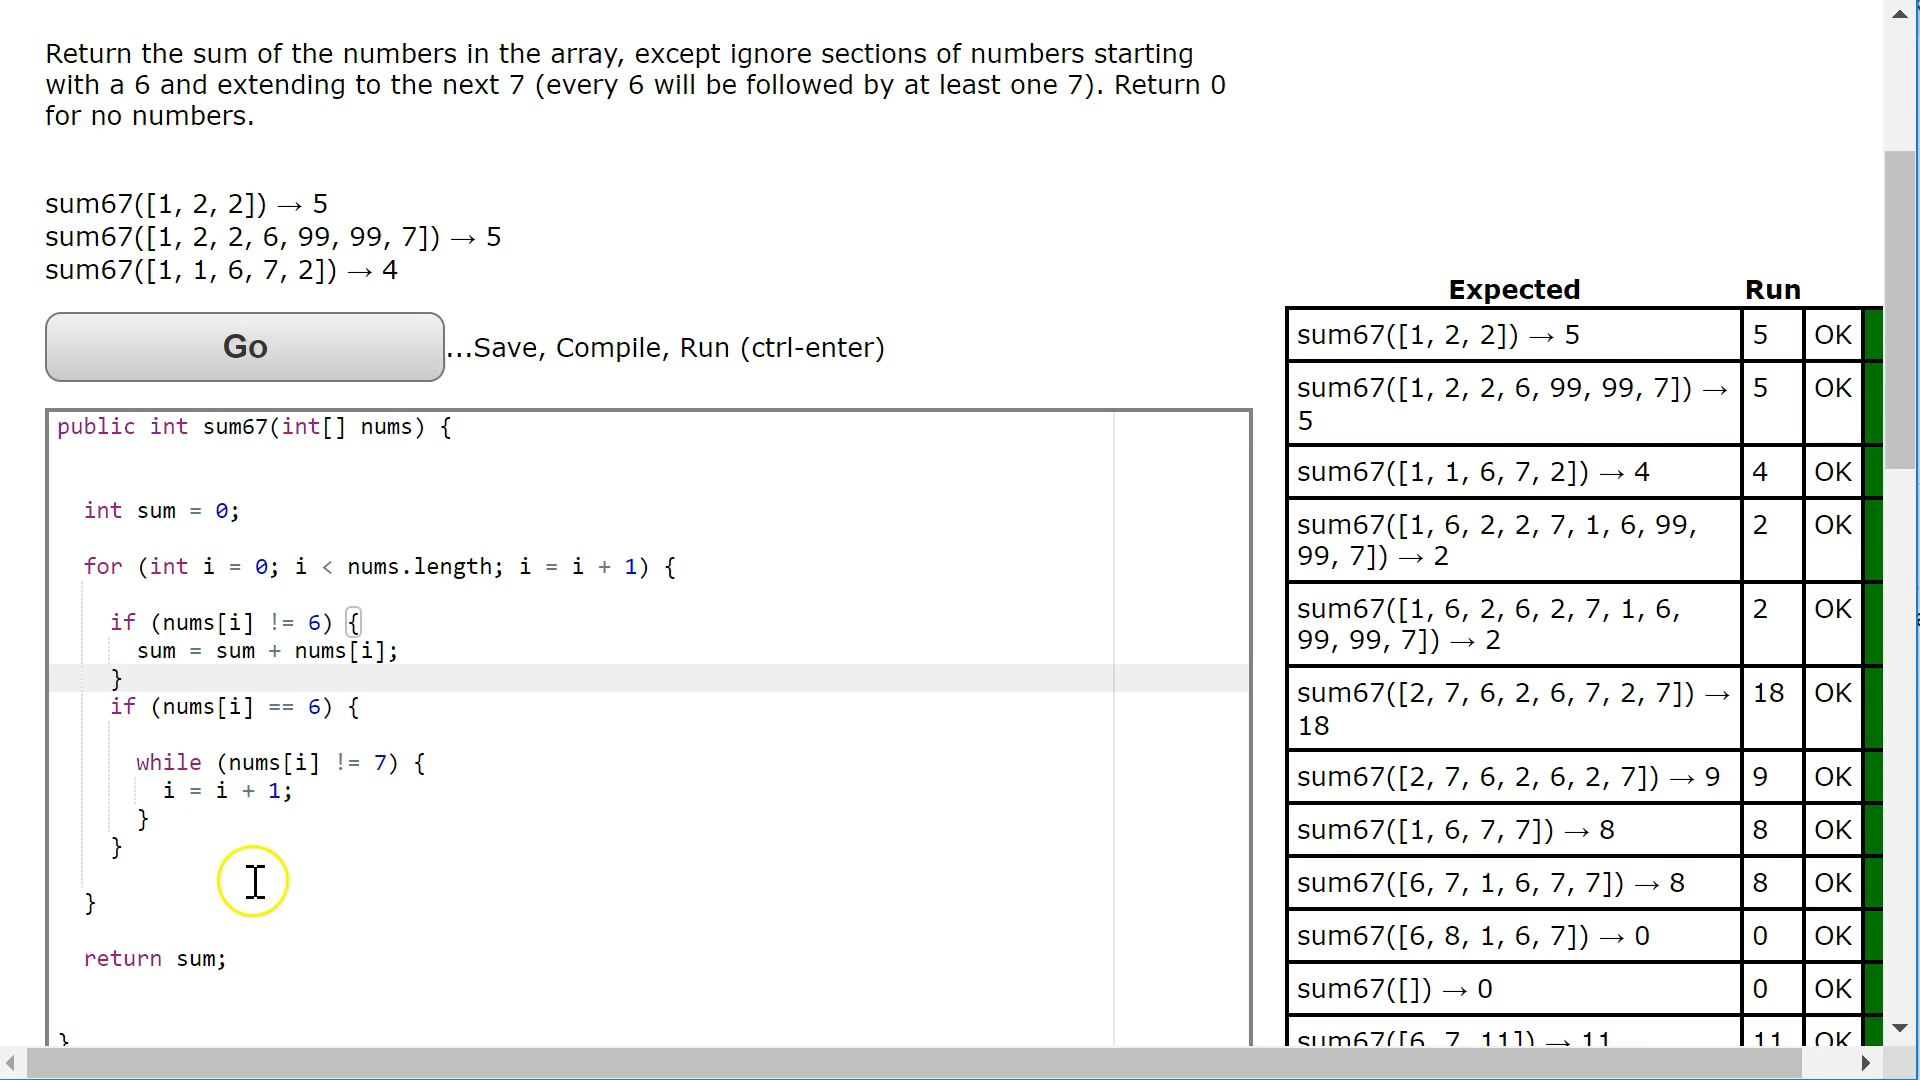 Return the sum of the numbers in the array, except ignore sections of numbers starting
with a 6 and extending to the next 7 (every 6 will be followed by at least one 7). Return 0
for no numbers.
sum67([1, 2, 2]) → 5
sum67([1, 2, 2, 6, 99, 99, 7]) → 5
sum67([1, 1, 6, 7, 2]) → 4
Go ...Save, Compile, Run (ctrl-enter)
public int sum67(int[] nums) {
int sum = 0;
for (int i = 0; i < nums.length; i = i + 1) {
if (nums[i] != 6) {
sum = sum + nums[i];
}
if (nums[i] == 6) {
while (nums[i] != 7) {
i = i + 1;
}
}
}
return sum;
}
Expected Run
sum67([1, 2, 2]) → 5 5 OK
sum67([1, 2, 2, 6, 99, 99, 7]) → 5 OK
5
sum67([1, 1, 6, 7, 2]) → 4 4 OK
sum67([1, 6, 2, 2, 7, 1, 6, 99, 2 OK
99, 7]) → 2
sum67([1, 6, 2, 6, 2, 7, 1, 6, 2 OK
99, 99, 7]) → 2
sum67([2, 7, 6, 2, 6, 7, 2, 7]) → 18 OK
18
sum67([2, 7, 6, 2, 6, 2, 7]) → 9 9 OK
sum67([1, 6, 7, 7]) → 8 8 OK
sum67([6, 7, 1, 6, 7, 7]) → 8 8 OK
sum67([6, 8, 1, 6, 7]) → 0 0 OK
sum67([]) → 0 0 OK
sum67([6, 7, 11]) → 11 11 OK